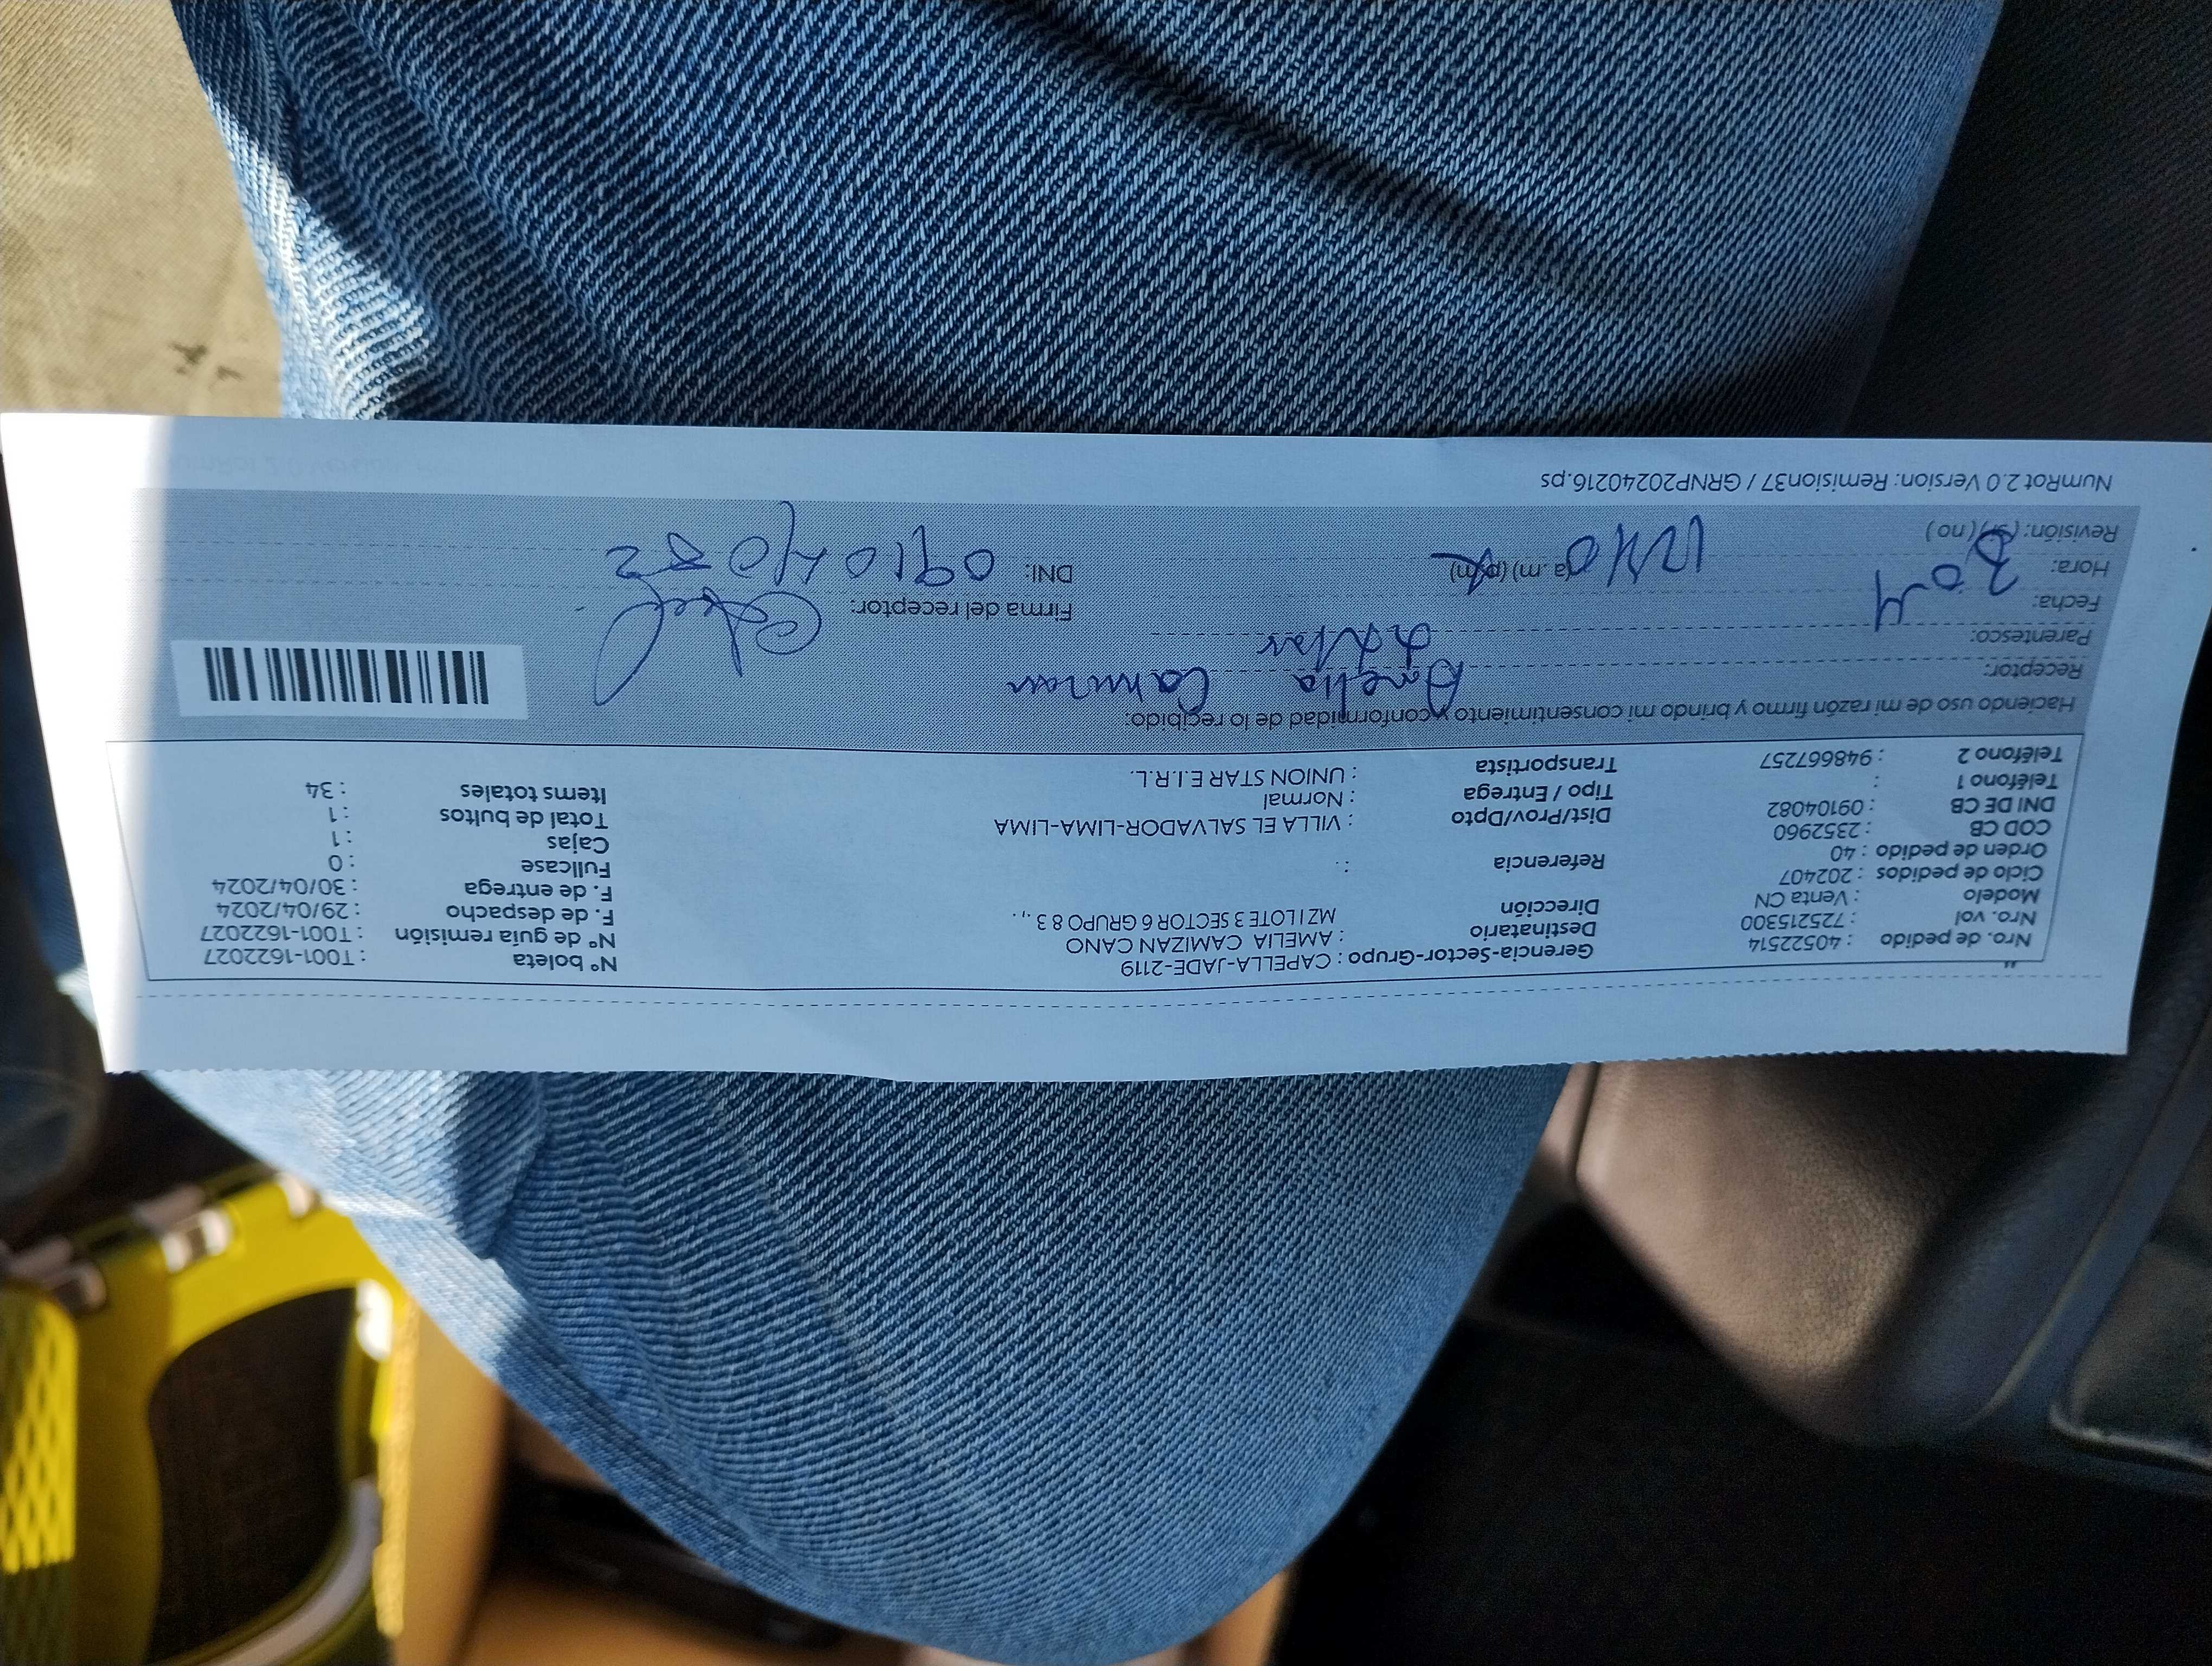 Nro. de pedido : 40522514
Nro. vol : 725215300
Modelo : Venta CN
Ciclo de pedidos : 202407
Orden de pedido : 40
COD CB : 2352960
DNI DE CB : 09104082
Teléfono 1 :
Teléfono 2 : 948667257
Gerencia-Sector-Grupo : CAPELLA-JADE-2119
Destinatario : AMELIA CAMIZAN CANO
Dirección MZ I LOTE 3 SECTOR 6 GRUPO 8 3 . , .
Referencia : .
Dist/Prov/Dpto VILLA EL SALVADOR-LIMA-LIMA
Tipo / Entrega : Normal
Transportista : UNION STAR E.I.R.L.
N° boleta : T001-1622027
N° de guia remisión : T001-1622027
F. de despacho : 29/04/2024
F. de entrega : 30/04/2024
Fullcase : 0
Cajas : 1
Total de bultos : 1
Items totales : 34
Haciendo uso de mi razón firmo y brindo mi consentimiento y conformidad de lo recibido:
Receptor: Amelia Camizan
Parentesco: titular
Fecha: 30 4
Hora: 1240 (a. m) (p. m)
Revisión: (si) (no)
Firma del receptor:
DNI: 09104082
NumRot 2.0 Version: Remision37 / GRNP20240216.ps